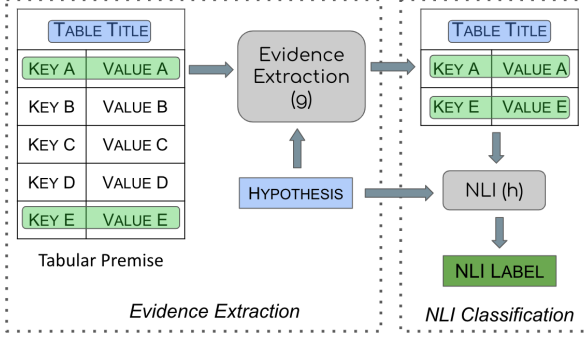 TABLE TITLE
KEY A VALUE A
KEY B VALUE B
KEY C VALUE C
KEY D VALUE D
KEY E VALUE E
Tabular Premise
Evidence
Extraction
(g)
HYPOTHESIS
Evidence Extraction
TABLE TITLE
KEY A VALUE A
KEY E VALUE E
NLI (h)
NLI LABEL
NLI Classification